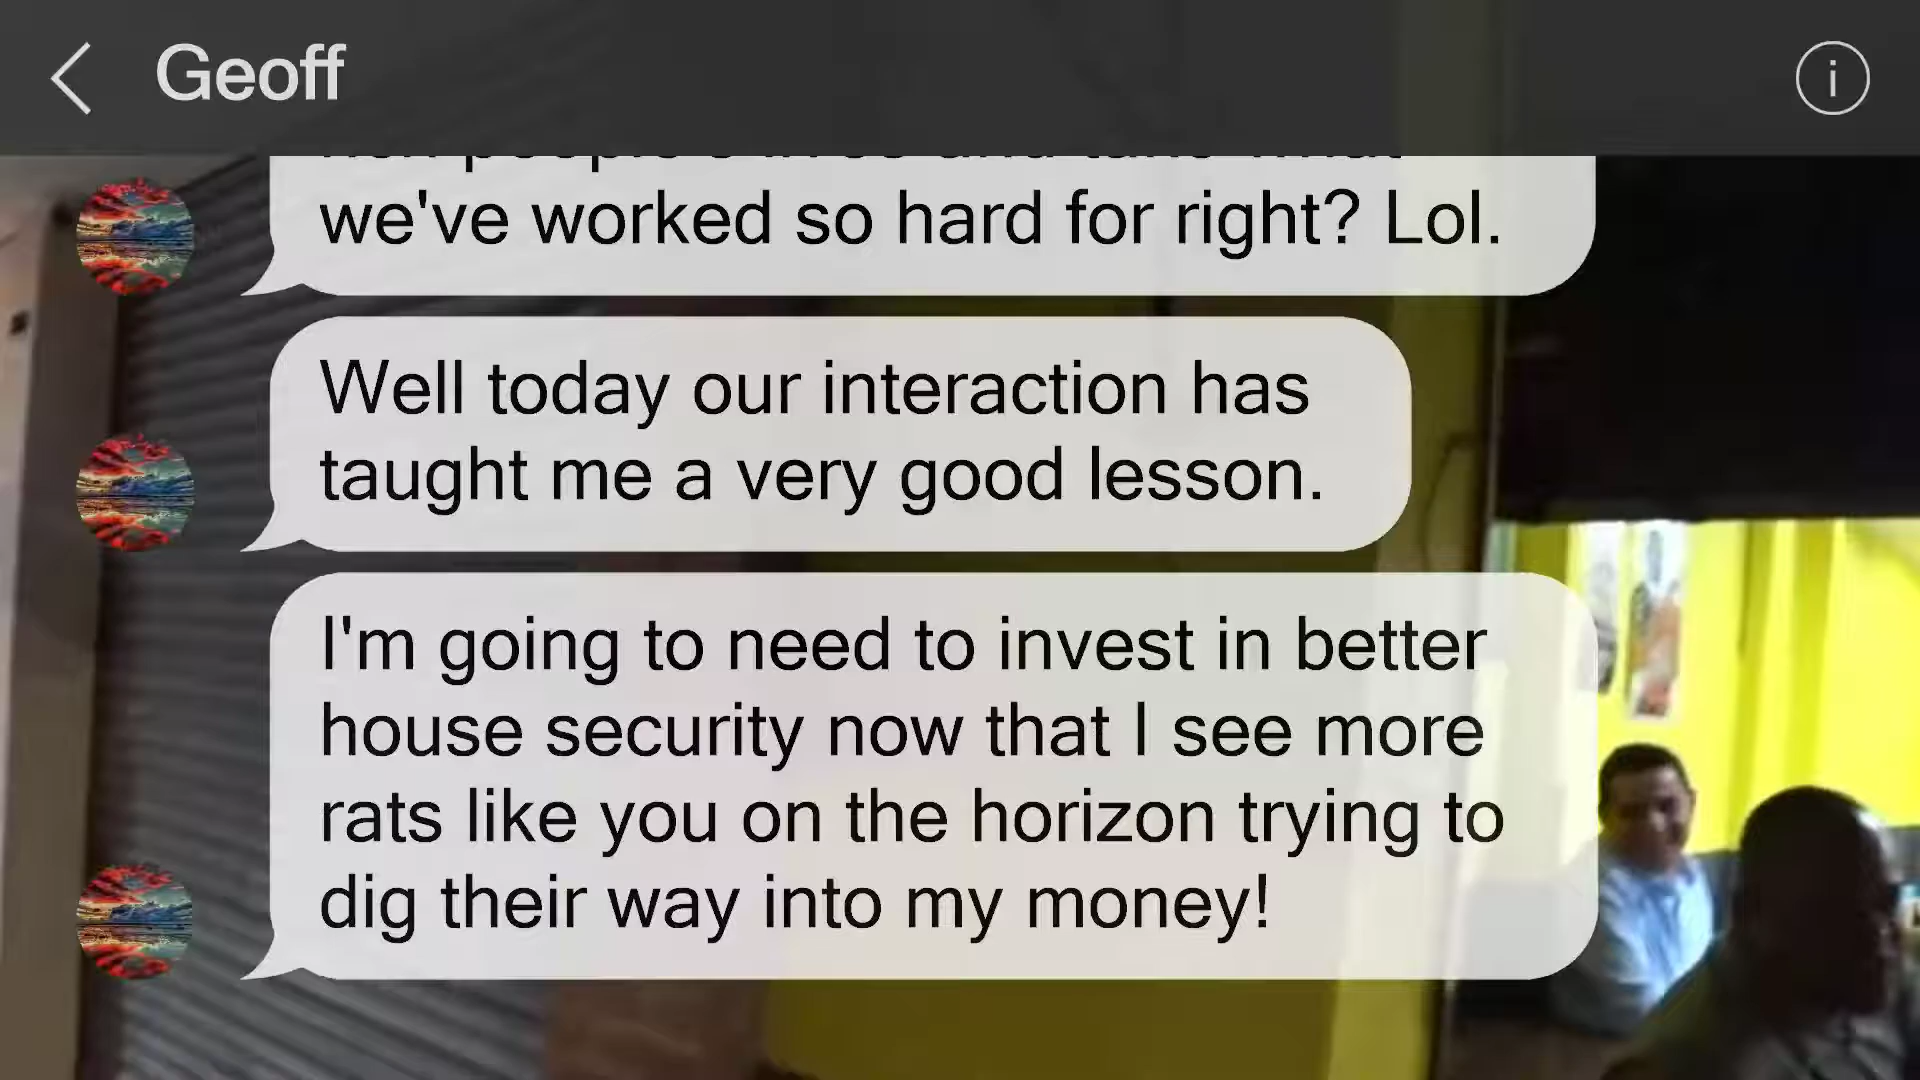 Geoff
we've worked so hard for right? Lol.
Well today our interaction has
taught me a very good lesson.
I'm going to need to invest in better
house security now that I see more
rats like you on the horizon trying to
dig their way into my money!